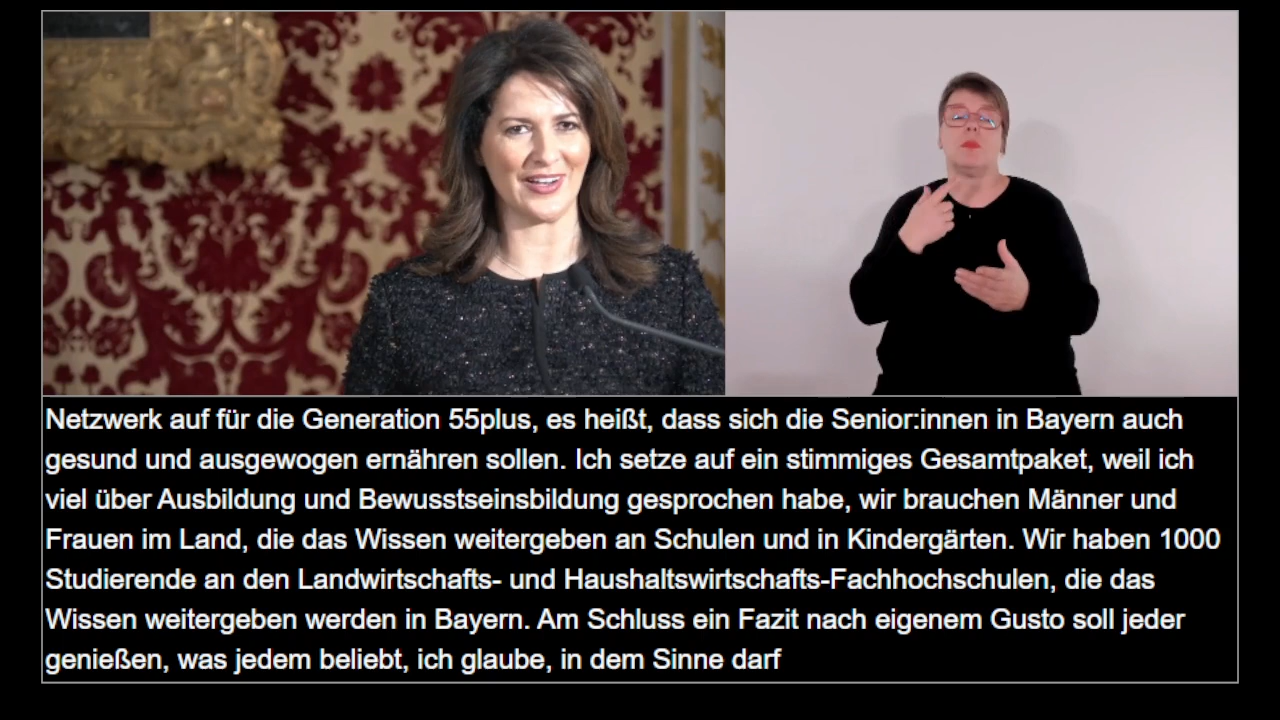 Netzwerk auf für die Generation 55plus, es heißt, dass sich die Senior:innen in Bayern auch
gesund und ausgewogen ernähren sollen. Ich setze auf ein stimmiges Gesamtpaket, weil ich
viel über Ausbildung und Bewusstseinsbildung gesprochen habe, wir brauchen Männer und
Frauen im Land, die das Wissen weitergeben an Schulen und in Kindergärten. Wir haben 1000
Studierende an den Landwirtschafts- und Haushaltswirtschafts-Fachhochschulen, die das
Wissen weitergeben werden in Bayern. Am Schluss ein Fazit nach eigenem Gusto soll jeder
genießen, was jedem beliebt, ich glaube, in dem Sinne darf